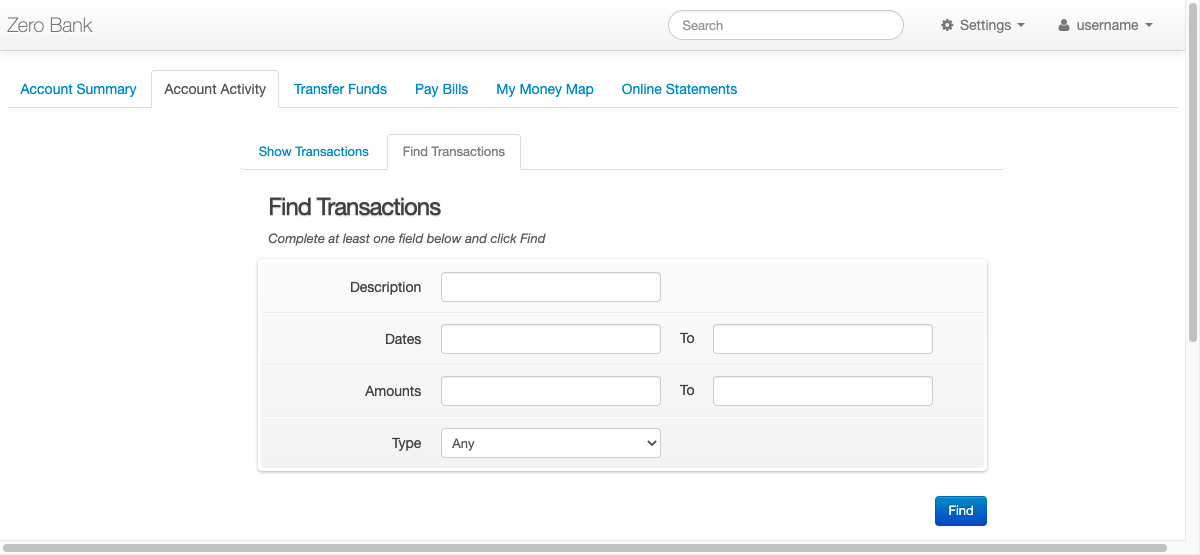 Zero Bank Search Settings username
Account Summary Account Activity Transfer Funds Pay Bills My Money Map Online Statements
Show Transactions Find Transactions
Find Transactions
Complete at least one field below and click Find
Description
Dates To
Amounts To
Type Any
Find